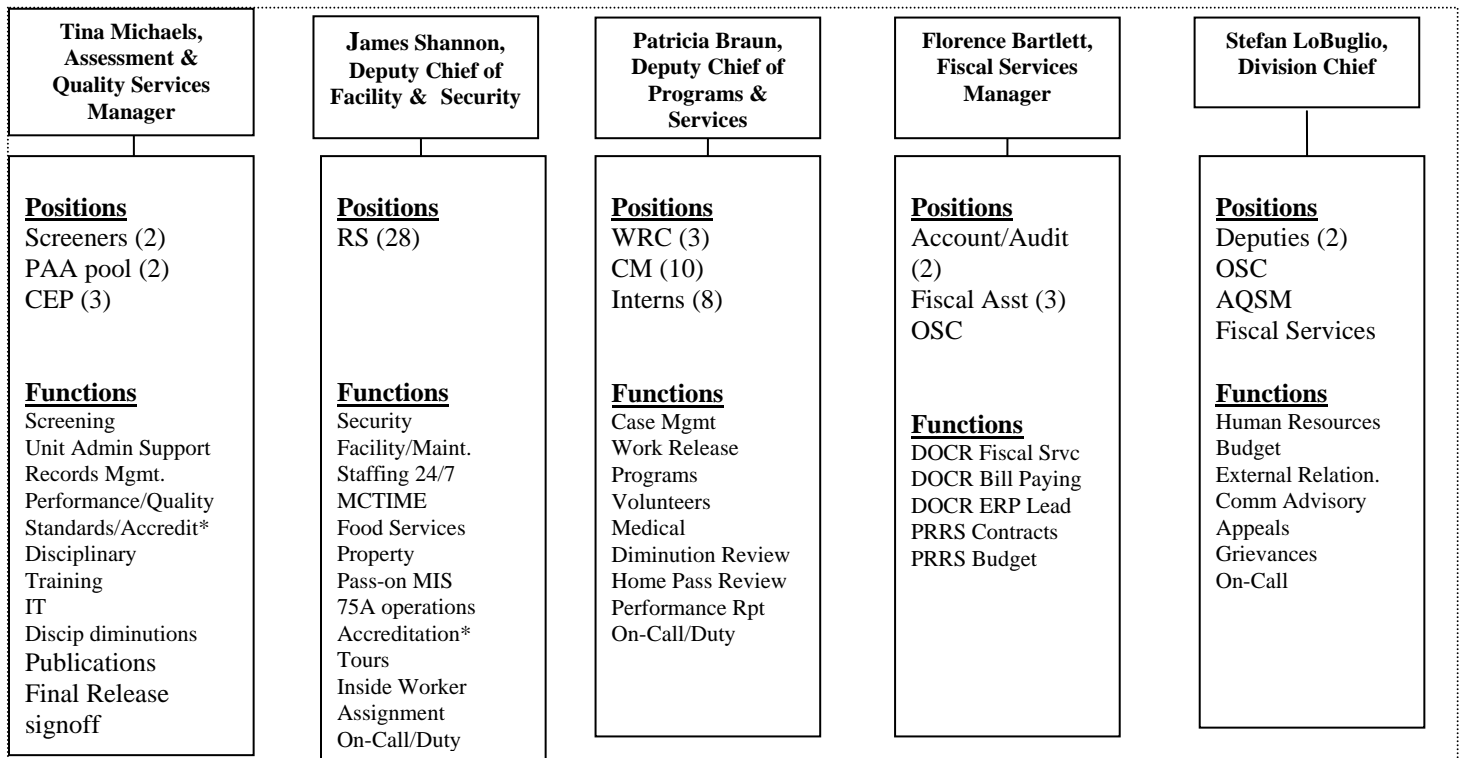 Tina Michaels,
Assessment &
Quality Services
Manager
Positions
Screeners (2)
PAA pool (2)
CEP (3)
Functions
Screening
Unit Admin Support
Records Mgmt.
Performance/Quality
Standards/Accredit*
Disciplinary
Training
IT
Discip diminutions
Publications
Final Release
signoff
James Shannon,
Deputy Chief of
Facility & Security
Positions
RS (28)
Functions
Security
Facility/Maint.
Staffing 24/7
MCTIME
Food Services
Property
Pass-on MIS
75A operations
Accreditation*
Tours
Inside Worker
Assignment
On-Call/Duty
Patricia Braun,
Deputy Chief of
Programs &
Services
Positions
WRC (3)
CM (10)
Interns (8)
Functions
Case Mgmt
Work Release
Programs
Volunteers
Medical
Diminution Review
Home Pass Review
Performance Rpt
On-Call/Duty
Florence Bartlett,
Fiscal Services
Manager
Positions
Account/Audit
(2)
Fiscal Asst (3)
OSC
Functions
DOCR Fiscal Srvc
DOCR Bill Paying
DOCR ERP Lead
PRRS Contracts
PRRS Budget
Stefan LoBuglio,
Division Chief
Positions
Deputies (2)
OSC
AQSM
Fiscal Services
Functions
Human Resources
Budget
External Relation.
Comm Advisory
Appeals
Grievances
On-Call